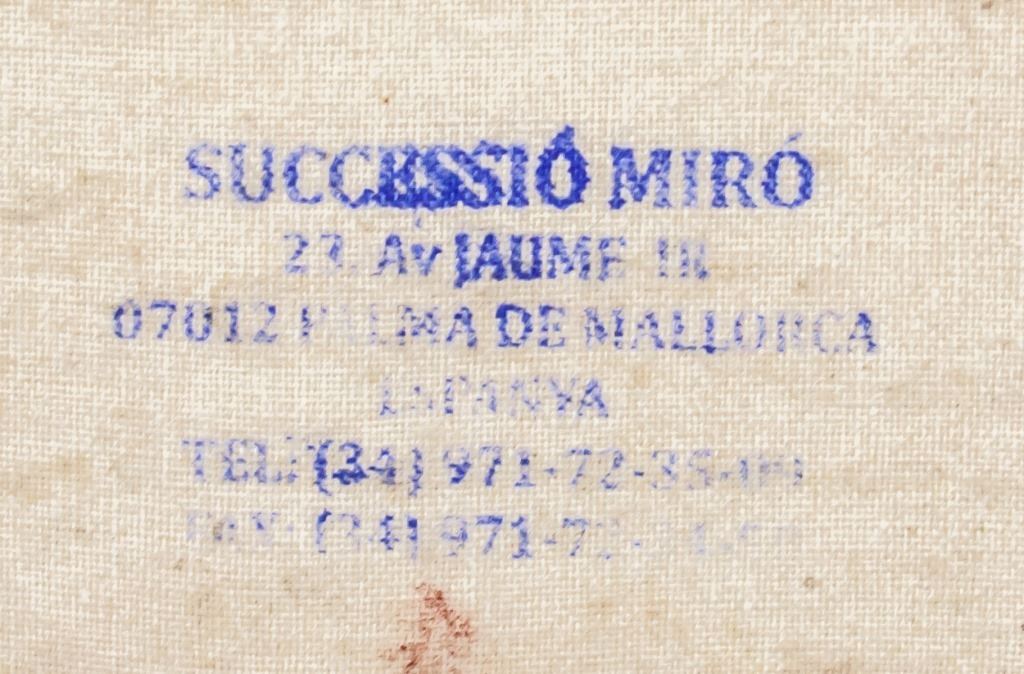 SUCCESSIÓ MIRÓ
23. Av JAUME III
07012 PALMA DE MALLORCA
ESPANYA
TEL: (34) 971-72-35-
FAX: (34) 971-72-